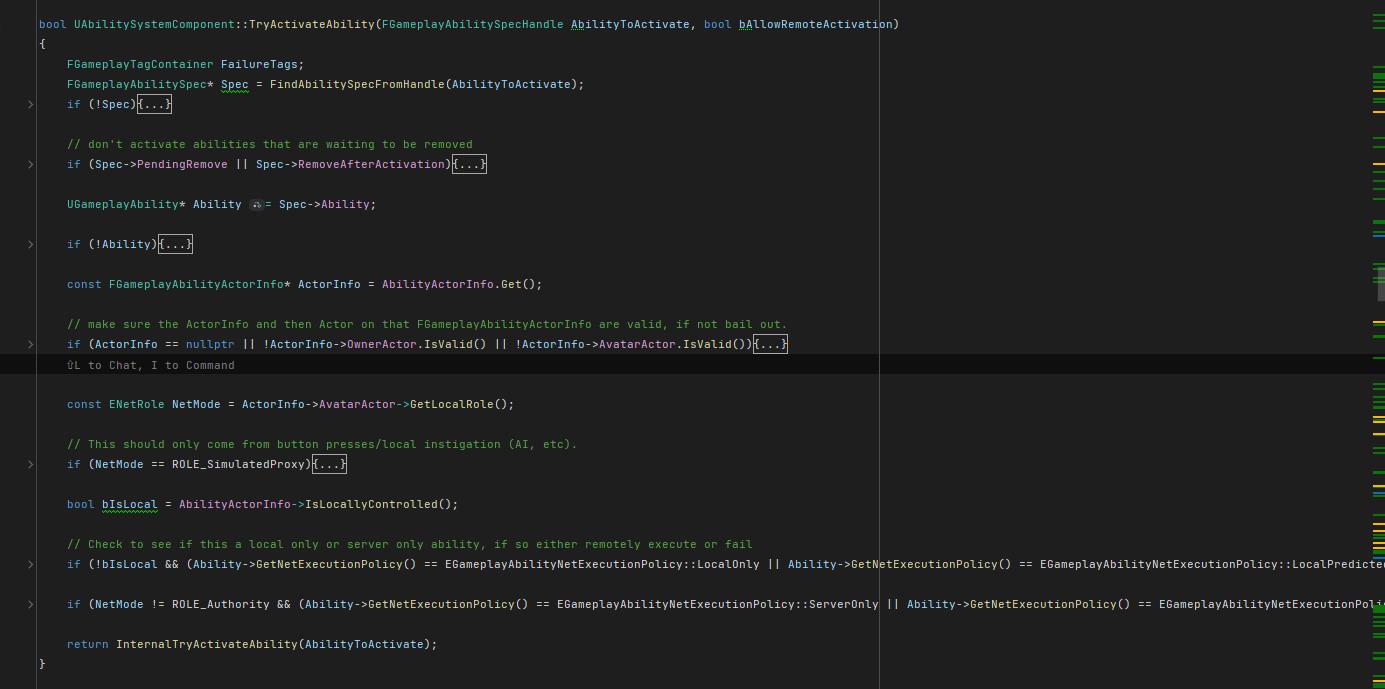 bool UAbilitySystemComponent::TryActivateAbility(FGameplayAbilitySpecHandle AbilityToActivate, bool bAllowRemoteActivation)
{
FGameplayTagContainer FailureTags;
FGameplayAbilitySpec* Spec = FindAbilitySpecFromHandle(AbilityToActivate);
if (!Spec){...}
// don't activate abilities that are waiting to be removed
if (Spec->PendingRemove || Spec->RemoveAfterActivation){...}
UGameplayAbility* Ability = Spec->Ability;
if (!Ability){...}
const FGameplayAbilityActorInfo* ActorInfo = AbilityActorInfo.Get();
// make sure the ActorInfo and then Actor on that FGameplayAbilityActorInfo are valid, if not bail out.
if (ActorInfo == nullptr || !ActorInfo->OwnerActor.IsValid() || !ActorInfo->AvatarActor.IsValid()){...}
⇧L to Chat, I to Command
const ENetRole NetMode = ActorInfo->AvatarActor->GetLocalRole();
// This should only come from button presses/local instigation (AI, etc).
if (NetMode == ROLE_SimulatedProxy){...}
bool bIsLocal = AbilityActorInfo->IsLocallyControlled();
// Check to see if this a local only or server only ability, if so either remotely execute or fail
if (!bIsLocal && (Ability->GetNetExecutionPolicy() == EGameplayAbilityNetExecutionPolicy::LocalOnly || Ability->GetNetExecutionPolicy() == EGameplayAbilityNetExecutionPolicy::LocalPredicte
if (NetMode != ROLE_Authority && (Ability->GetNetExecutionPolicy() == EGameplayAbilityNetExecutionPolicy::ServerOnly || Ability->GetNetExecutionPolicy() == EGameplayAbilityNetExecutionPoli
return InternalTryActivateAbility(AbilityToActivate);
}